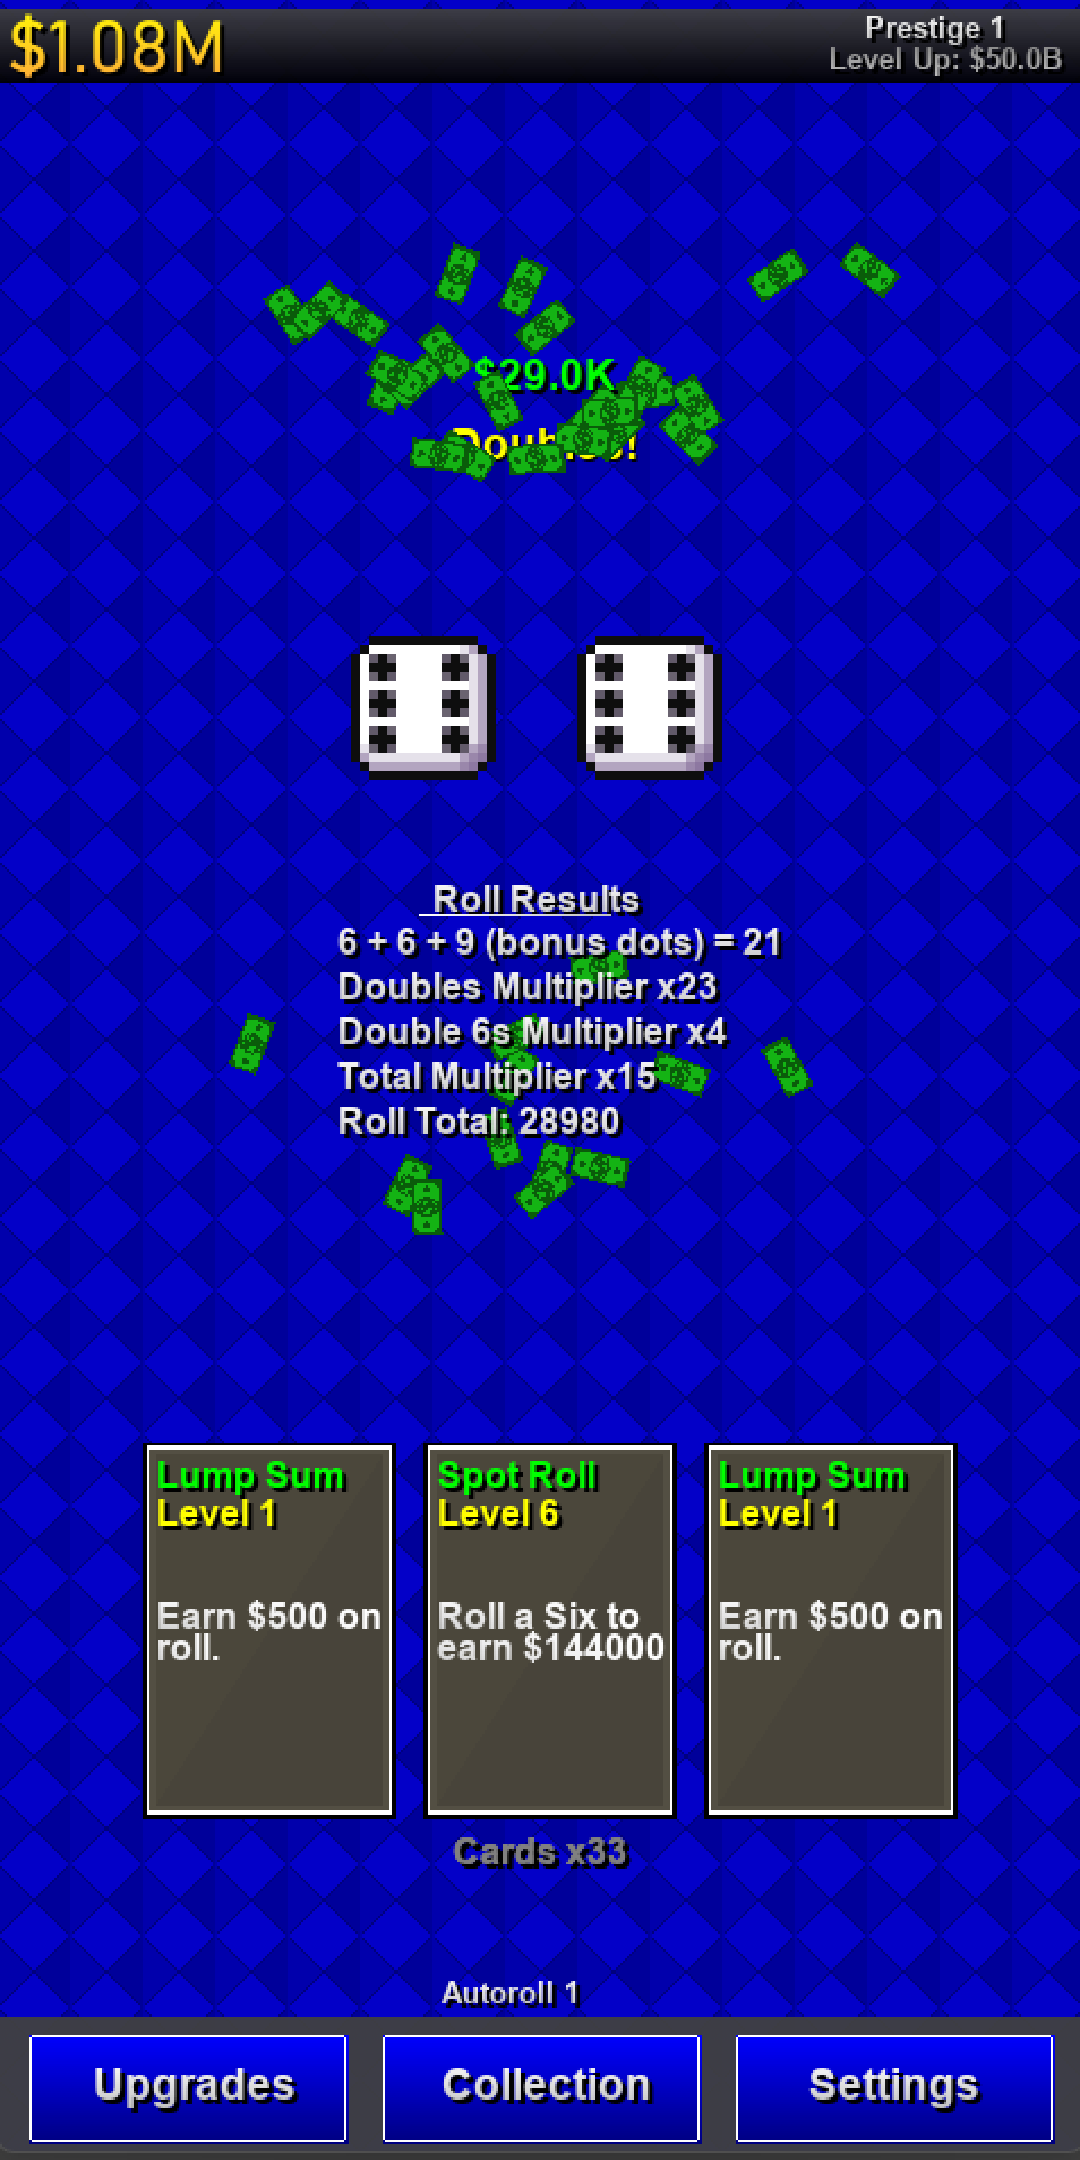 $1.08M
Prestige 1
Level Up: $50.0B
$29.0K
Doubles!
Roll Results
6 + 6 + 9 (bonus dots) = 21
Doubles Multiplier x23
Double 6s Multiplier x4
Total Multiplier x15
Roll Total: 28980
Lump Sum
Level 1
Earn $500 on
roll.
Spot Roll
Level 6
Roll a Six to
earn $144000
Lump Sum
Level 1
Earn $500 on
roll.
Cards x33
Autoroll 1
Upgrades
Collection
Settings